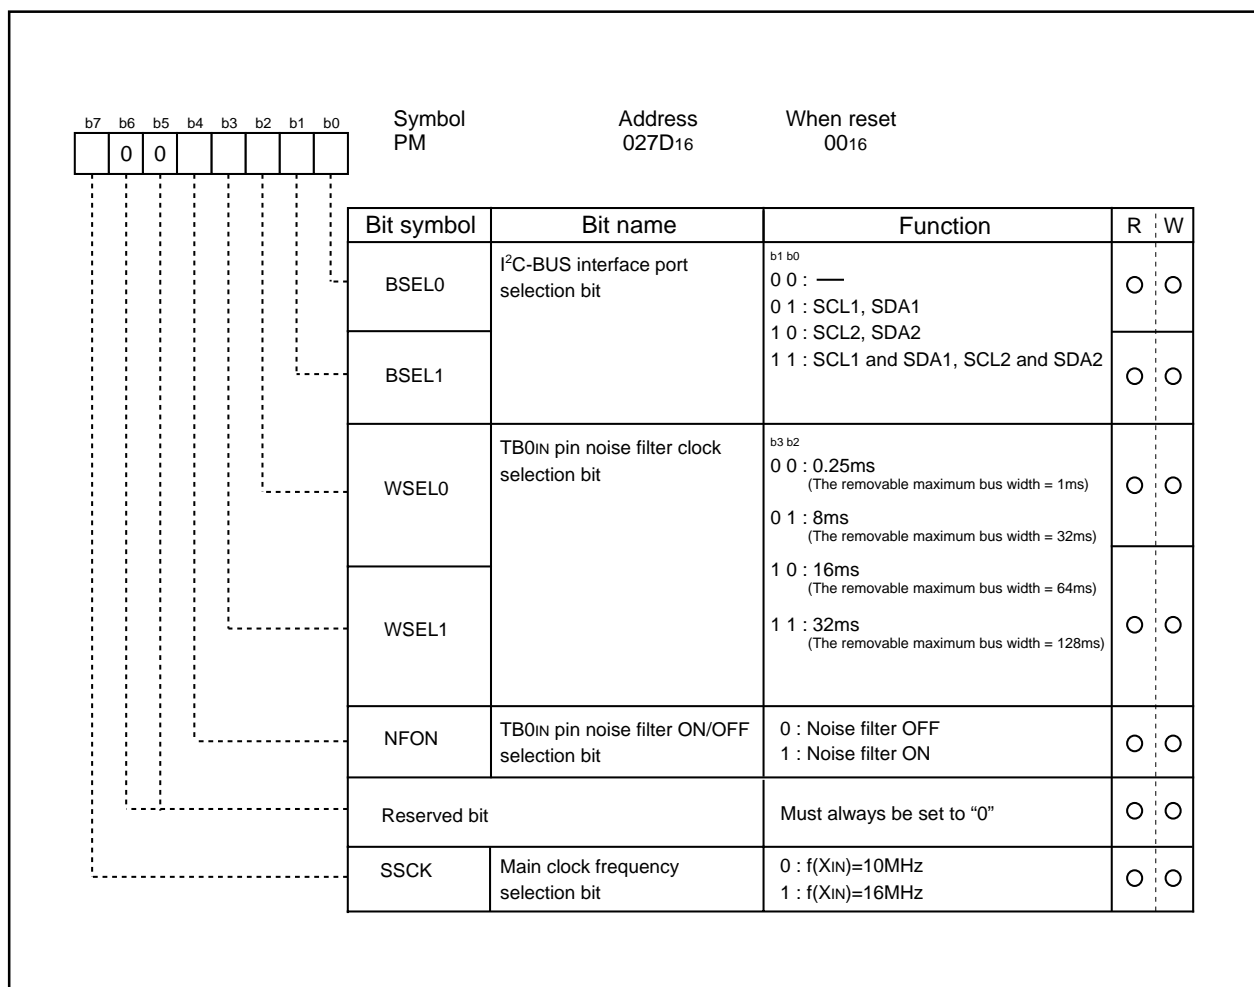 b7 b6 b5 b4 b3 b2 b1 b0
0 0
Symbol Address When reset
PM 027D16 0016
Bit symbol Bit name Function R W
BSEL0
I2C-BUS interface port
selection bit
b1 b0
0 0 : —
0 1 : SCL1, SDA1
1 0 : SCL2, SDA2
1 1 : SCL1 and SDA1, SCL2 and SDA2
BSEL1
WSEL0
TB0IN pin noise filter clock
selection bit
b3 b2
0 0 : 0.25ms
(The removable maximum bus width = 1ms)
0 1 : 8ms
(The removable maximum bus width = 32ms)
1 0 : 16ms
(The removable maximum bus width = 64ms)
1 1 : 32ms
(The removable maximum bus width = 128ms)
WSEL1
NFON
TB0IN pin noise filter ON/OFF
selection bit
0 : Noise filter OFF
1 : Noise filter ON
Reserved bit
Must always be set to “0”
SSCK
Main clock frequency
selection bit
0 : f(XIN)=10MHz
1 : f(XIN)=16MHz